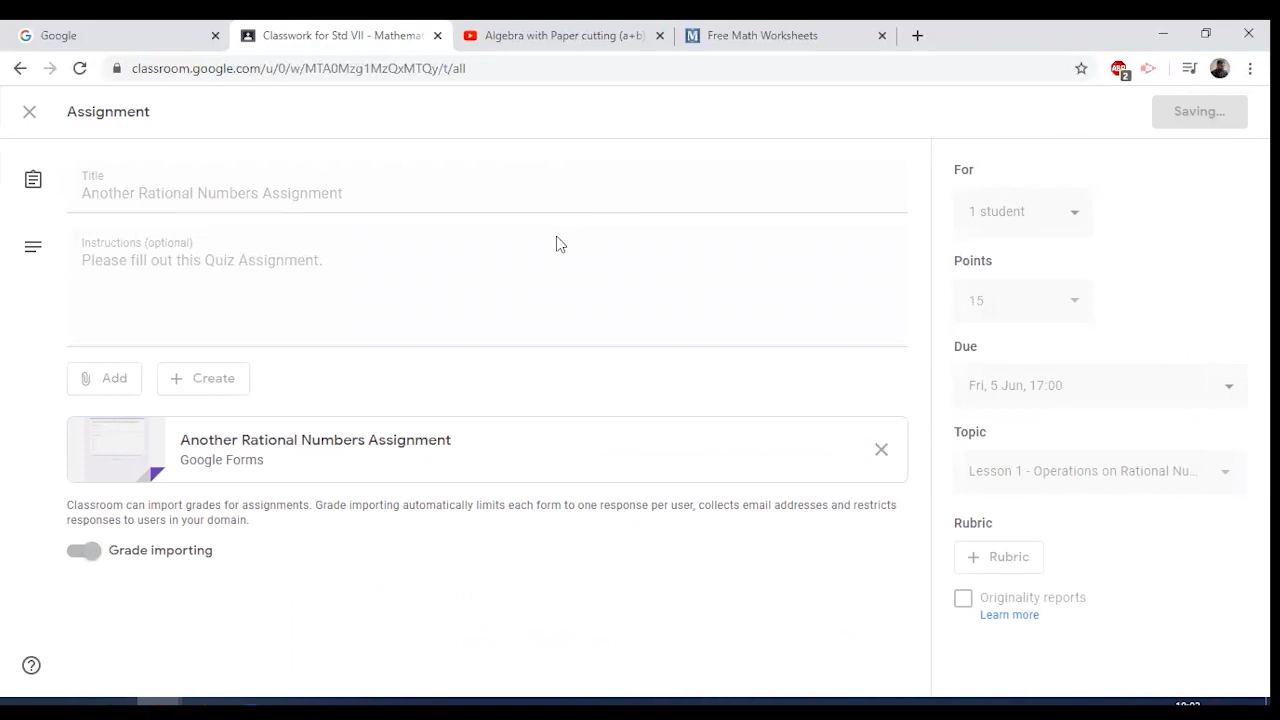 Google
Classwork for Std VII - Mathemat
Algebra with Paper cutting (a+b)
M Free Math Worksheets
classroom.google.com/u/0/w/MTA0Mzg1MzQxMTQy/t/all
ABP
2
Assignment
Saving...
Title
Another Rational Numbers Assignment
Instructions (optional)
Please fill out this Quiz Assignment.
Add
Create
Another Rational Numbers Assignment
Google Forms
Classroom can import grades for assignments. Grade importing automatically limits each form to one response per user, collects email addresses and restricts
responses to users in your domain.
Grade importing
For
1 student
Points
15
Due
Fri, 5 Jun, 17:00
Topic
Lesson 1 - Operations on Rational Nu...
Rubric
Rubric
Originality reports
Learn more